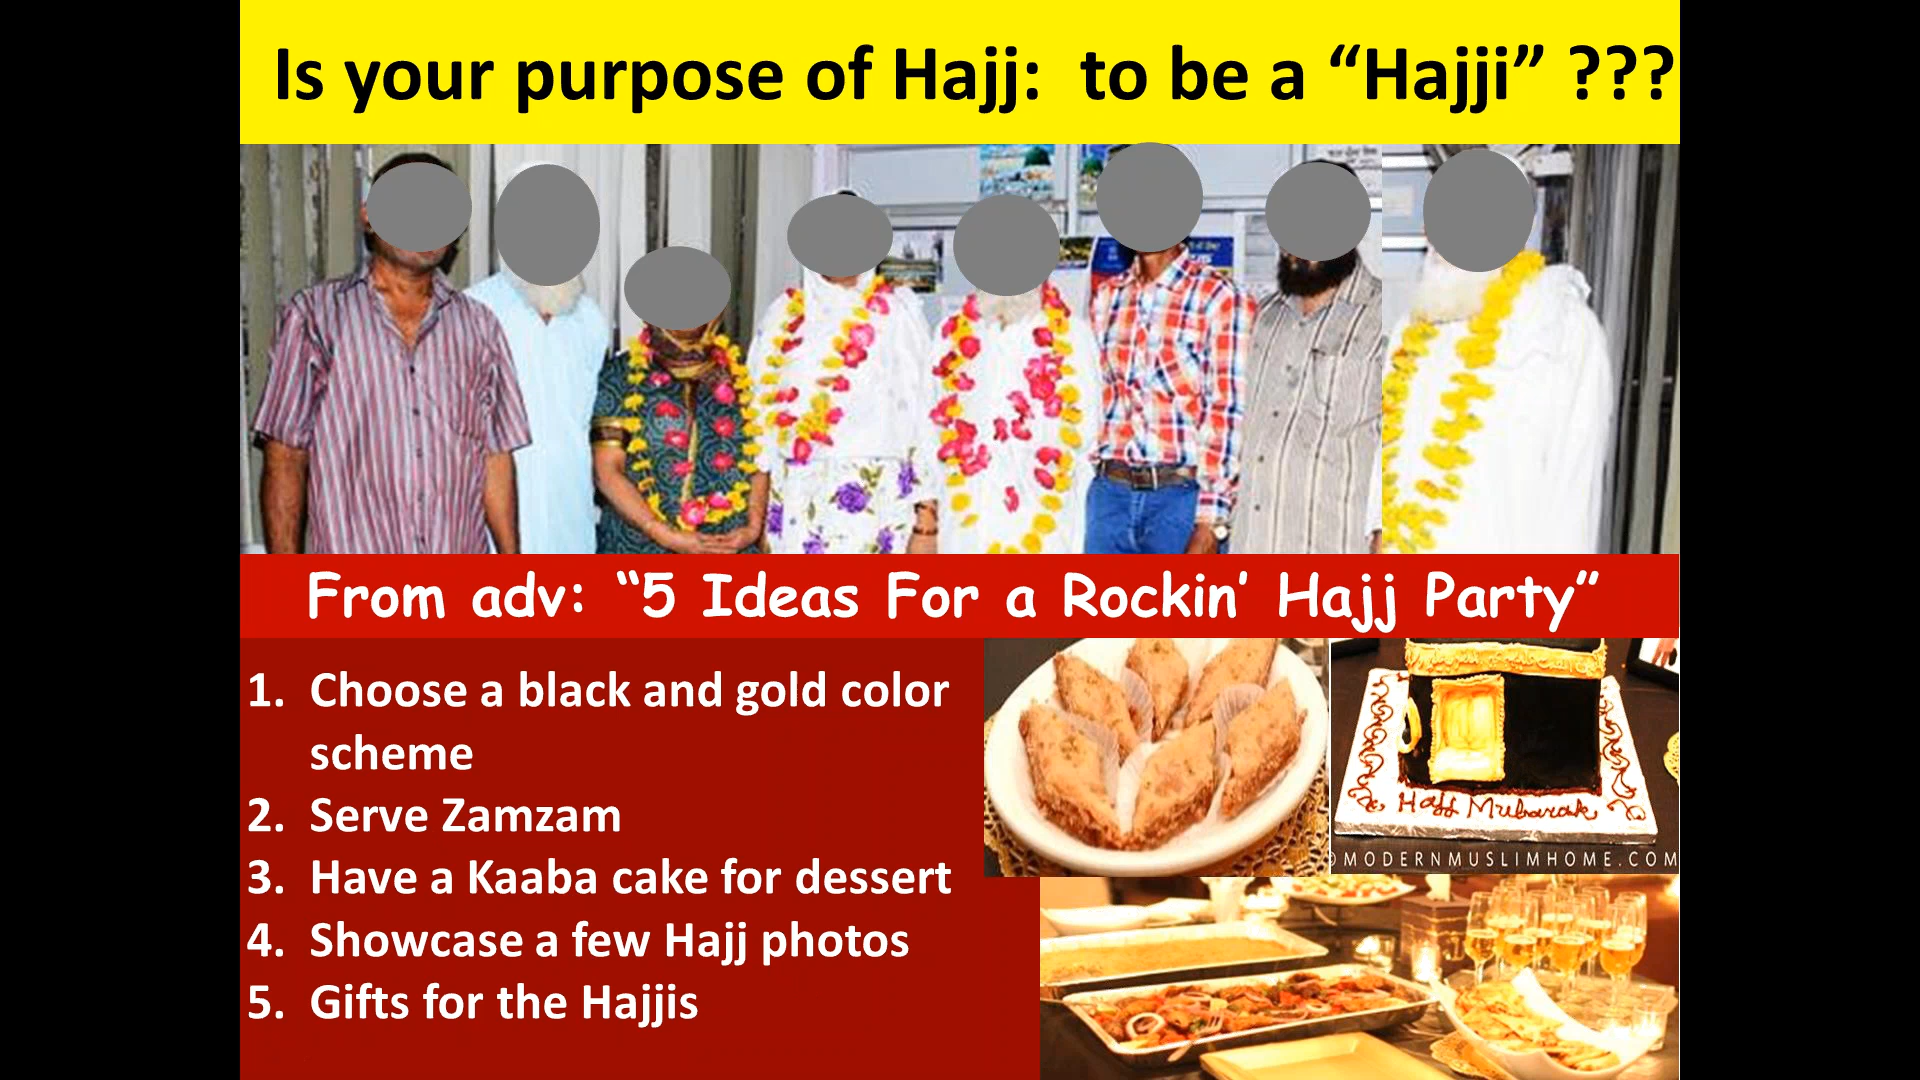 Is your purpose of Hajj:  to be a “Hajji” ???
From adv: “5 Ideas For a Rockin’ Hajj Party”
1. Choose a black and gold color
scheme
2. Serve Zamzam
3. Have a Kaaba cake for dessert
4. Showcase a few Hajj photos
5. Gifts for the Hajjis
Hajj Mubarak
©MODERNMUSLIMHOME.COM